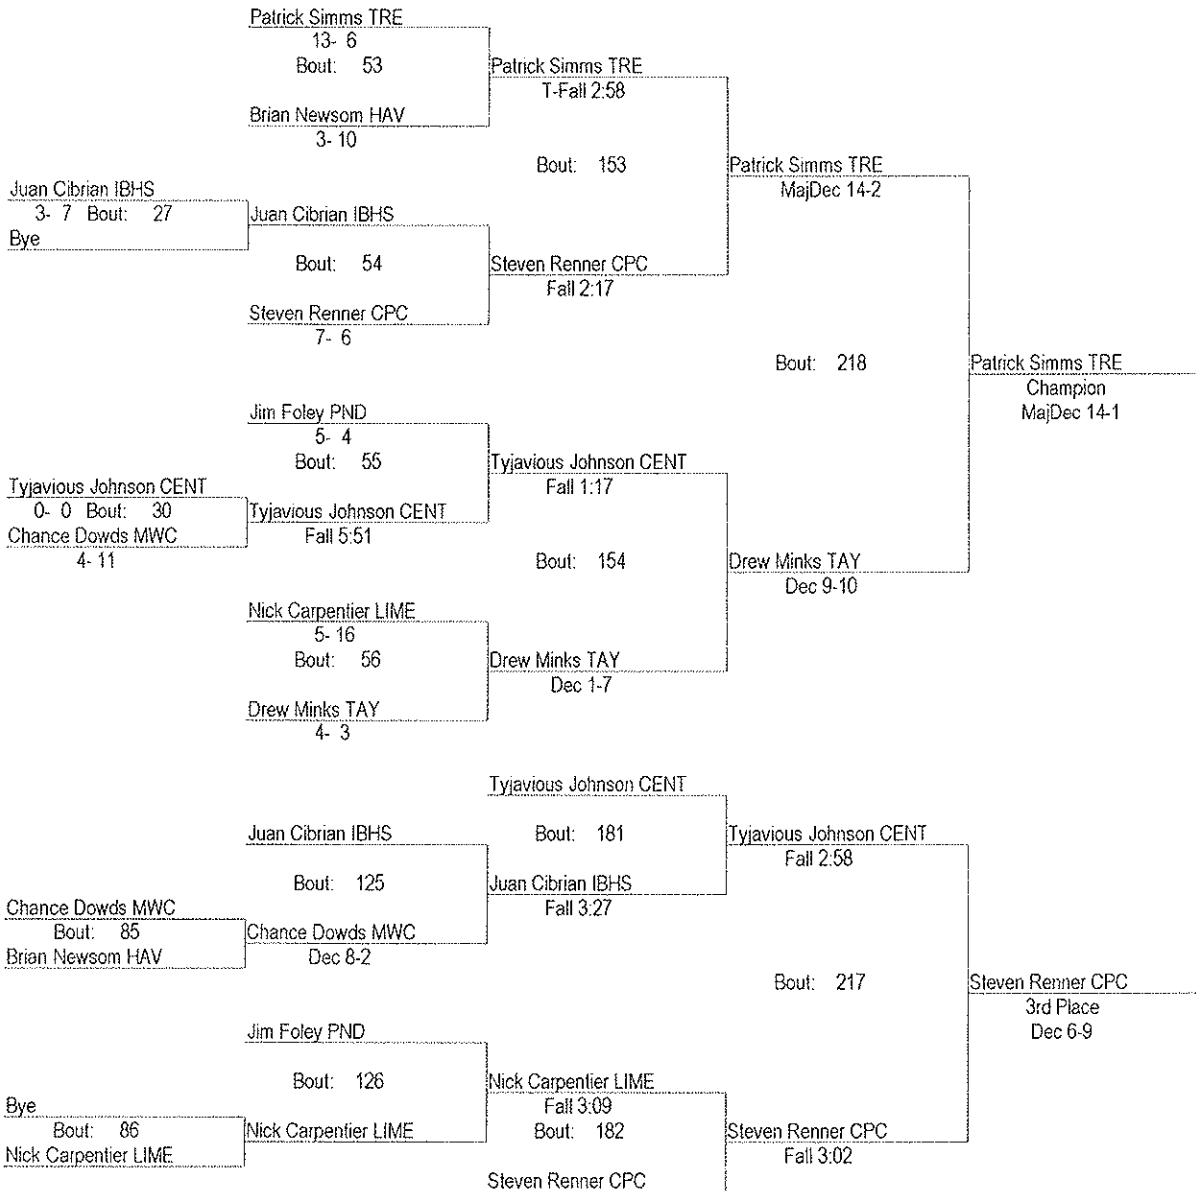 Patrick Simms TRE
13- 6
Bout: 53
Patrick Simms TRE
T-Fall 2:58
Brian Newsom HAV
3- 10
Bout: 153
Patrick Simms TRE
MajDec 14-2
Juan Cibrian IBHS
3- 7 Bout: 27
Juan Cibrian IBHS
Bye
Bout: 54
Steven Renner CPC
Fall 2:17
Steven Renner CPC
7- 6
Bout: 218
Patrick Simms TRE
Champion
MajDec 14-1
Jim Foley PND
5- 4
Bout: 55
Tyjavious Johnson CENT
Fall 1:17
Tyjavious Johnson CENT
0- 0 Bout: 30
Tyjavious Johnson CENT
Chance Dowds MWC
Fall 5:51
4- 11
Bout: 154
Drew Minks TAY
Dec 9-10
Nick Carpentier LIME
5- 16
Bout: 56
Drew Minks TAY
Dec 1-7
Drew Minks TAY
4- 3
Tyjavious Johnson CENT
Juan Cibrian IBHS
Bout: 181
Tyjavious Johnson CENT
Fall 2:58
Bout: 125
Juan Cibrian IBHS
Fall 3:27
Chance Dowds MWC
Bout: 85
Chance Dowds MWC
Brian Newsom HAV
Dec 8-2
Bout: 217
Steven Renner CPC
3rd Place
Dec 6-9
Jim Foley PND
Bout: 126
Nick Carpentier LIME
Fall 3:09
Bye
Bout: 86
Nick Carpentier LIME
Bout: 182
Steven Renner CPC
Nick Carpentier LIME
Fall 3:02
Steven Renner CPC